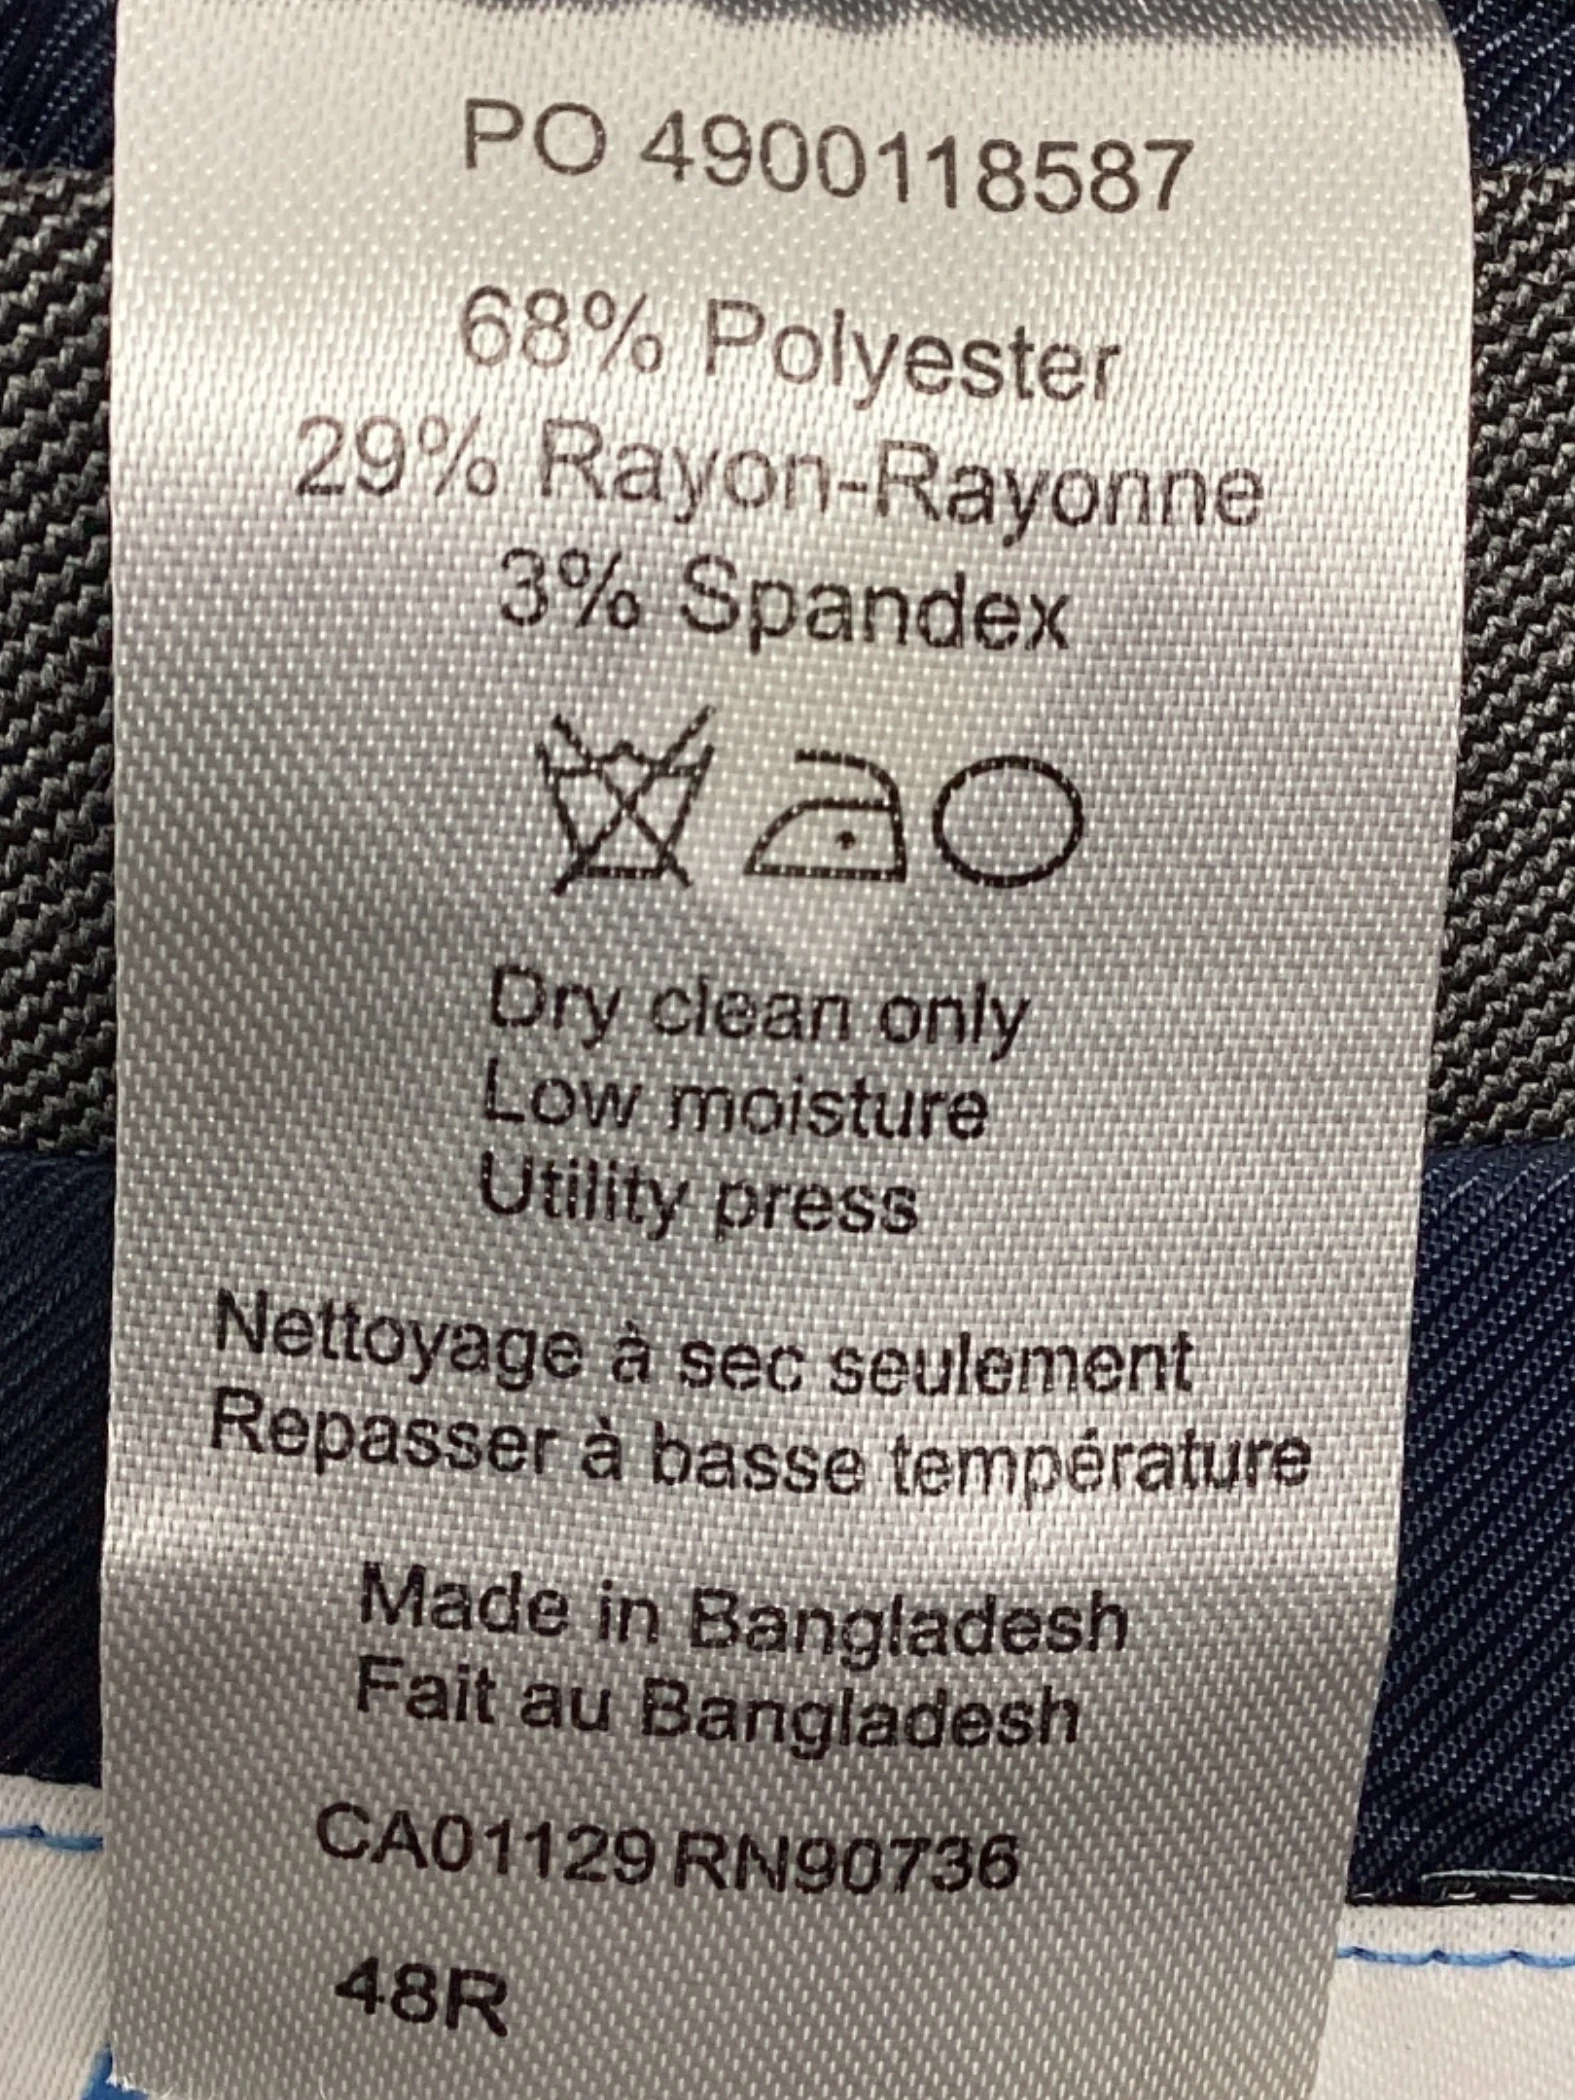 PO 4900118587
68% Polyester
29% Rayon-Rayonne
3% Spandex
Dry clean only
Low moisture
Utility press
Nettoyage à sec seulement
Repasser à basse température
Made in Bangladesh
Fait au Bangladesh
CA01129 RN90736
48R